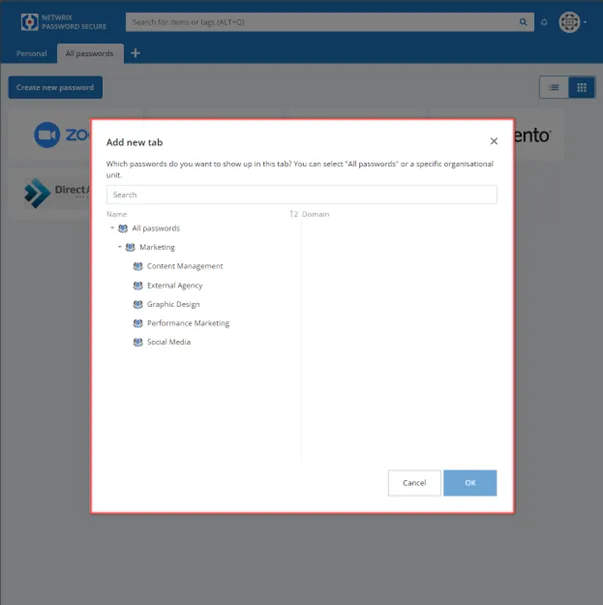 NETWRIX
PASSWORD SECURE
Search for items or tags (ALT+Q)
Personal
All passwords
Create new password
ZO
ento
DirectA
Add new tab
Which passwords do you want to show up in this tab? You can select "All passwords" or a specific organisational
unit.
Search
Name
2 Domain
All passwords
Marketing
Content Management
External Agency
Graphic Design
Performance Marketing
Social Media
Cancel
OK